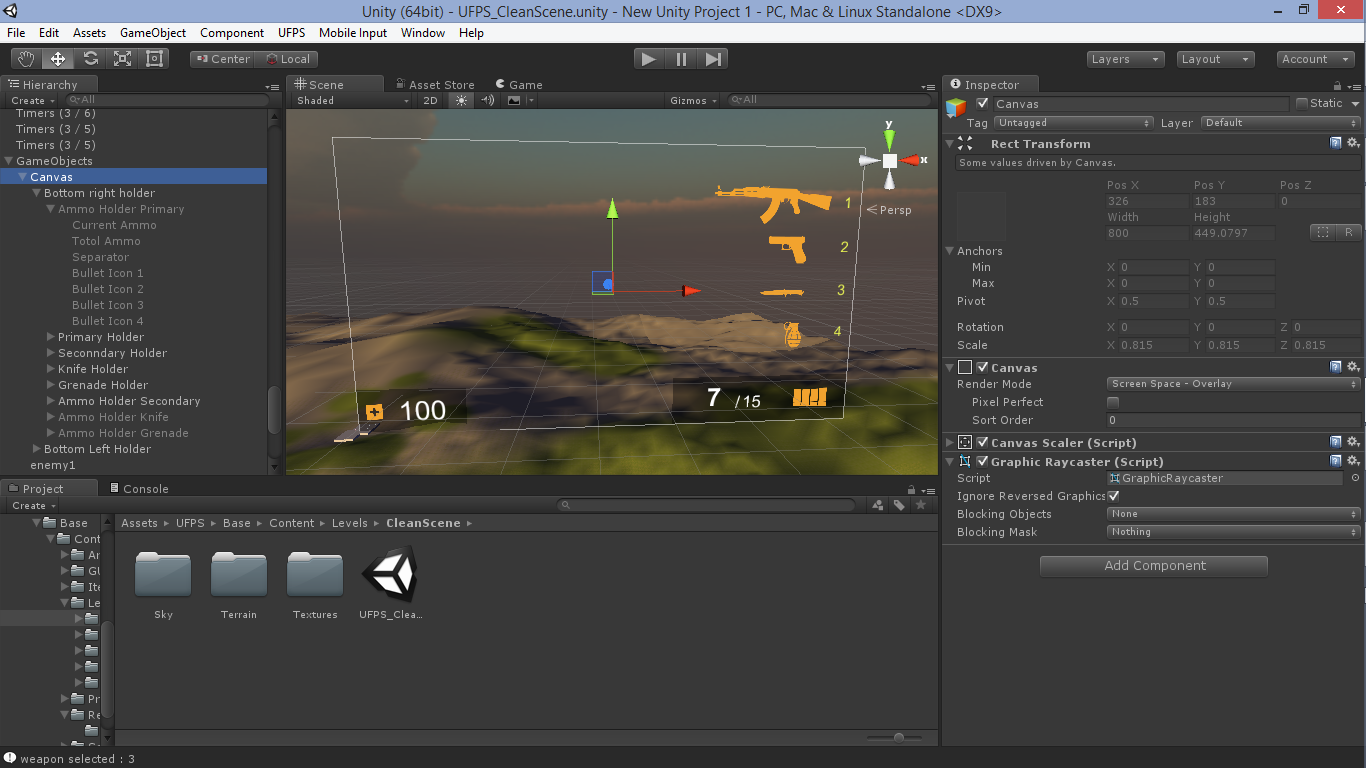 Unity (64bit) - UFPS_CleanScene.unity - New Unity Project 1 - PC, Mac & Linux Standalone <DX9>
File Edit Assets GameObject Component UFPS Mobile Input Window Help
Center Local Layers Layout Account
Hierarchy
Create All
Timers (3 / 6)
Timers (3 / 5)
Timers (3 / 5)
GameObjects
Canvas
Bottom right holder
Ammo Holder Primary
Current Ammo
Totol Ammo
Separator
Bullet Icon 1
Bullet Icon 2
Bullet Icon 3
Bullet Icon 4
Primary Holder
Seconndary Holder
Knife Holder
Grenade Holder
Ammo Holder Secondary
Ammo Holder Knife
Ammo Holder Grenade
Bottom Left Holder
enemy1
Scene Asset Store Game
Shaded 2D Gizmos All
y
x
Persp
1
2
3
4
100
7 /15
Inspector
Canvas Static
Tag Untagged Layer Default
Rect Transform
Some values driven by Canvas.
Pos X Pos Y Pos Z
326 183 0
Width Height
800 449.0797
R
Anchors
Min X 0 Y 0
Max X 0 Y 0
Pivot X 0.5 Y 0.5
Rotation X 0 Y 0 Z 0
Scale X 0.815 Y 0.815 Z 0.815
Canvas
Render Mode Screen Space - Overlay
Pixel Perfect
Sort Order 0
Canvas Scaler (Script)
Graphic Raycaster (Script)
Script GraphicRaycaster
Ignore Reversed Graphics
Blocking Objects None
Blocking Mask Nothing
Add Component
Project Console
Create
Base
Cont
Ar
GU
Ite
Le
Pr
Re
Assets UFPS Base Content Levels CleanScene
Sky Terrain Textures UFPS_Clea...
weapon selected : 3